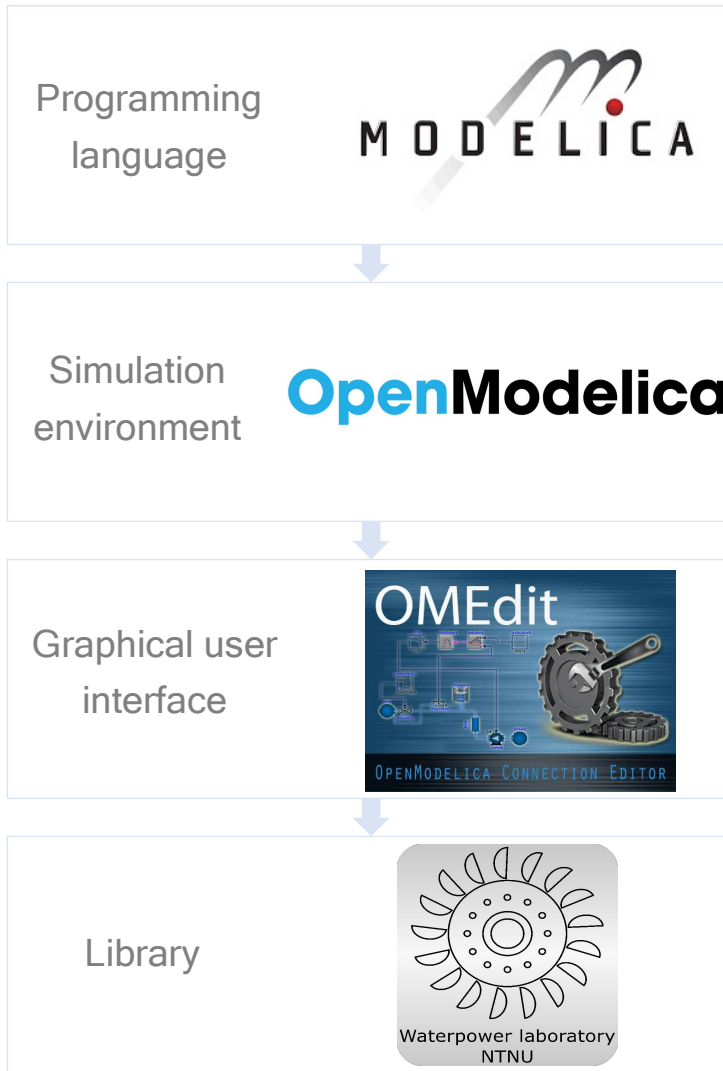 Programming
language
MODELICA
Simulation
environment
OpenModelica
Graphical user
interface
OMEdit
OPENMODELICA CONNECTION EDITOR
Library
Waterpower laboratory
NTNU